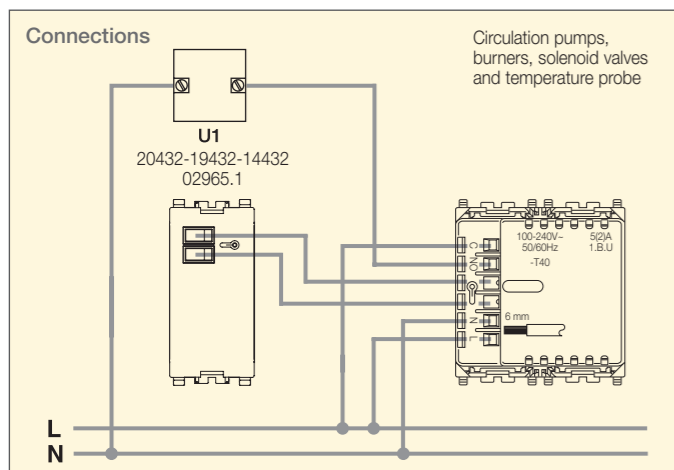 Connections
Circulation pumps,
burners, solenoid valves
and temperature probe
U1
20432-19432-14432
02965.1
C
NO
N
L
100-240V~
50/60Hz
5(2)A
1.B.U
-T40
6 mm
L
N